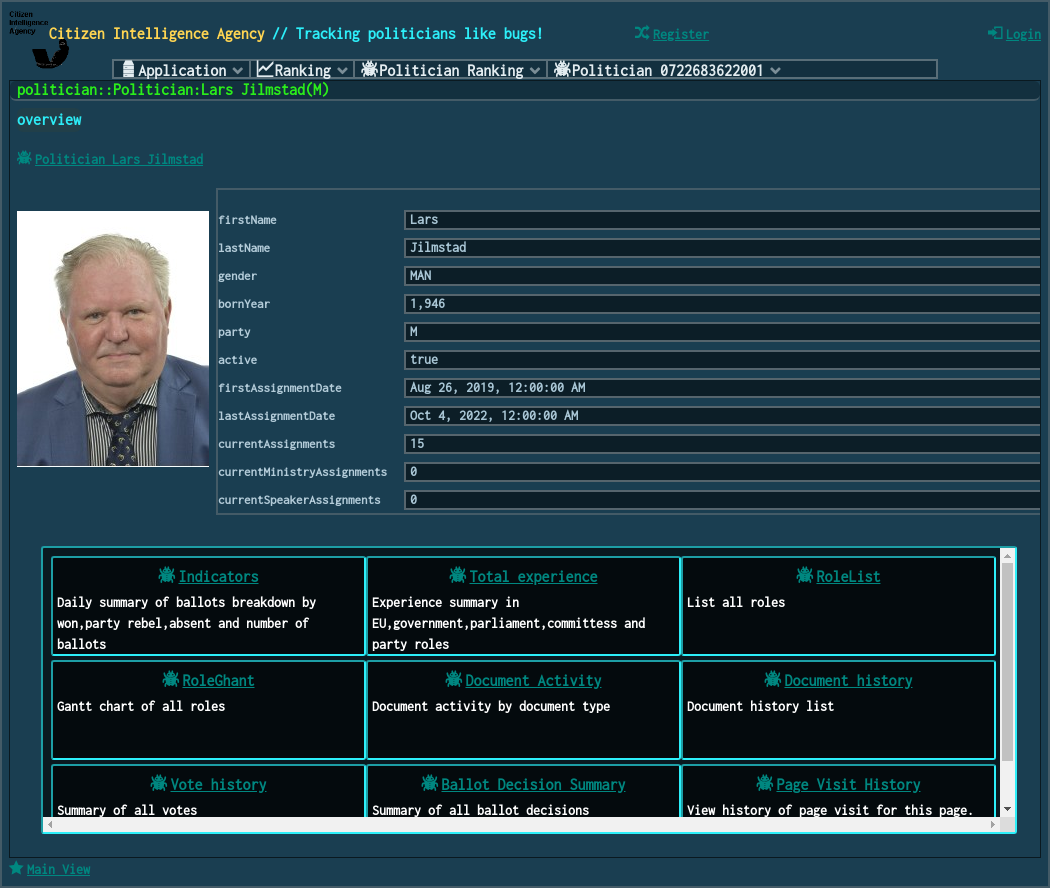 Citizen
Intelligence
Agency
Citizen Intelligence Agency // Tracking politicians like bugs!
Register
Login
Application
Ranking
Politician Ranking
Politician 0722683622001
politician::Politician:Lars Jilmstad(M)
overview
Politician Lars Jilmstad
firstName Lars
lastName Jilmstad
gender MAN
bornYear 1,946
party M
active true
firstAssignmentDate Aug 26, 2019, 12:00:00 AM
lastAssignmentDate Oct 4, 2022, 12:00:00 AM
currentAssignments 15
currentMinistryAssignments 0
currentSpeakerAssignments 0
Indicators
Daily summary of ballots breakdown by
won,party rebel,absent and number of
ballots
Total experience
Experience summary in
EU,government,parliament,committess and
party roles
RoleList
List all roles
RoleGhant
Gantt chart of all roles
Document Activity
Document activity by document type
Document history
Document history list
Vote history
Summary of all votes
Ballot Decision Summary
Summary of all ballot decisions
Page Visit History
View history of page visit for this page.
Main View